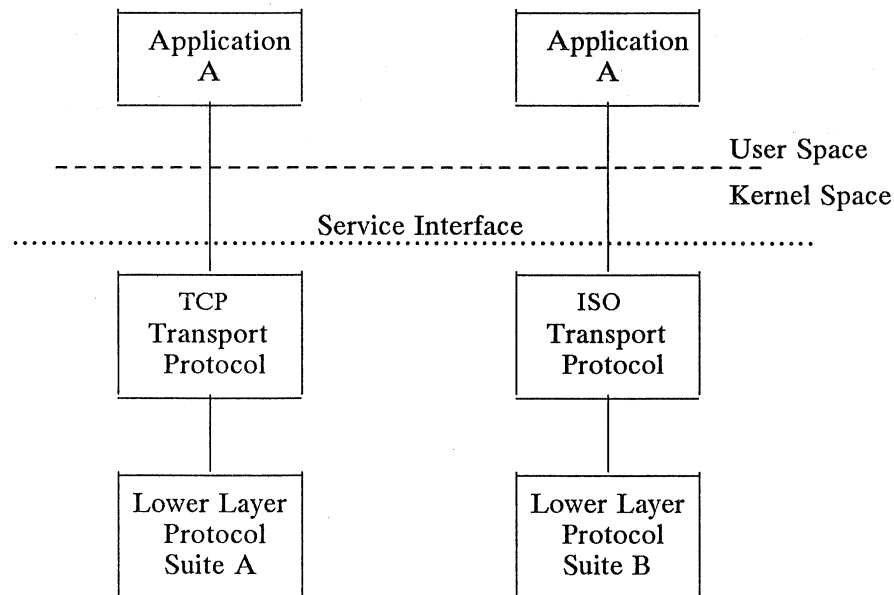 Application
A
Application
A
User Space
Kernel Space
Service Interface
TCP
Transport
Protocol
ISO
Transport
Protocol
Lower Layer
Protocol
Suite A
Lower Layer
Protocol
Suite B